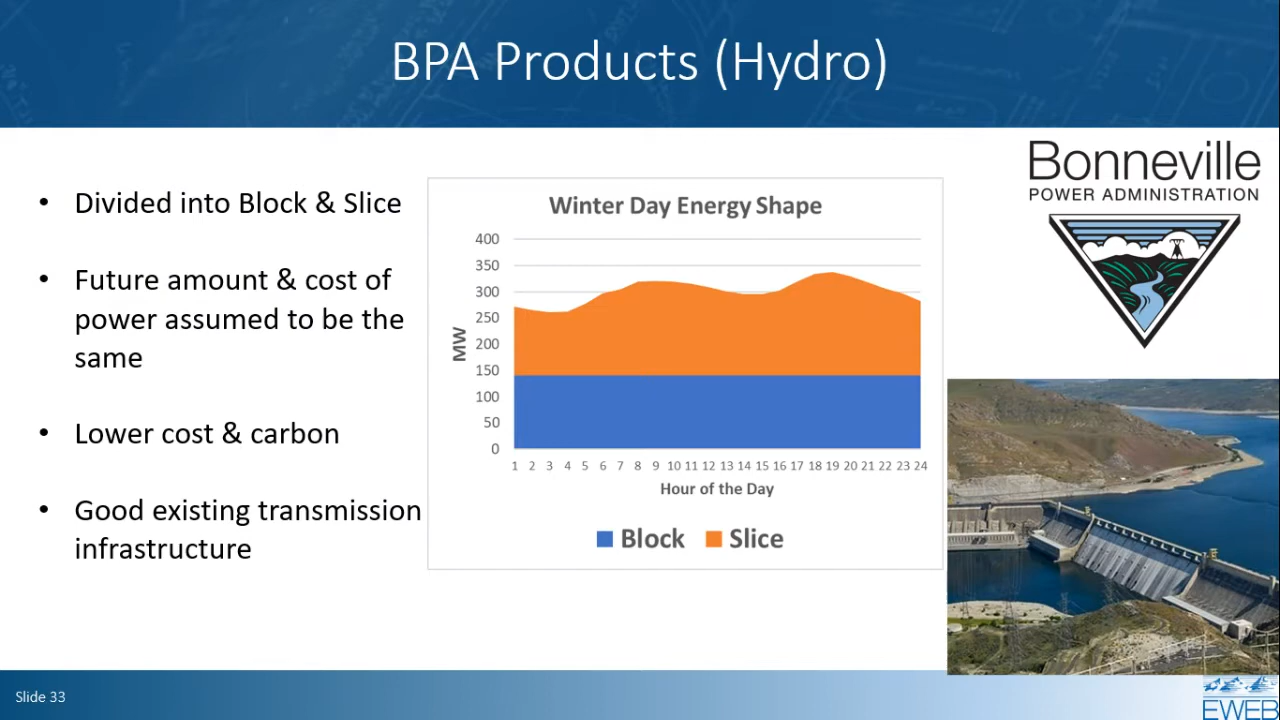 BPA Products (Hydro)
• Divided into Block & Slice
• Future amount & cost of
power assumed to be the
same
• Lower cost & carbon
• Good existing transmission
infrastructure
Winter Day Energy Shape
400
350
300
250
200
150
100
50
0
MW
1 2 3 4 5 6 7 8 9 10 11 12 13 14 15 16 17 18 19 20 21 22 23 24
Hour of the Day
Block Slice
Bonneville
POWER ADMINISTRATION
Slide 33
EWEB